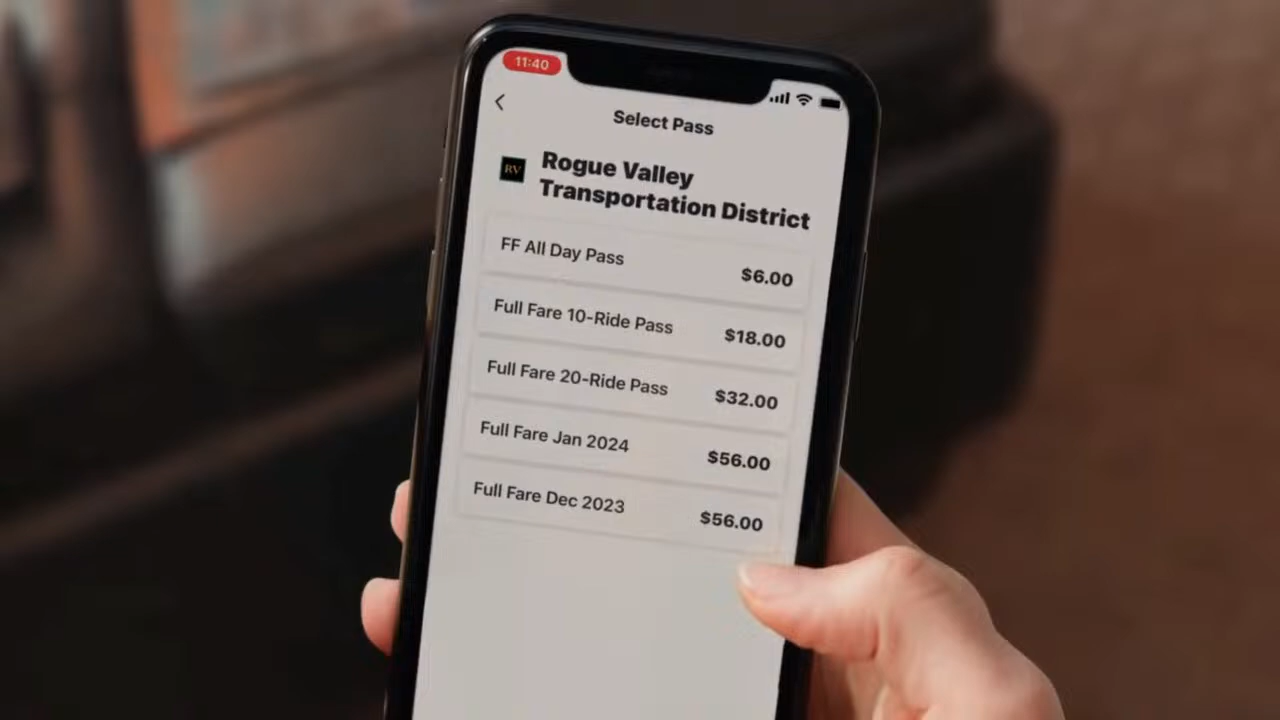 11:40
Select Pass
RV
Rogue Valley
Transportation District
FF All Day Pass $6.00
Full Fare 10-Ride Pass $18.00
Full Fare 20-Ride Pass $32.00
Full Fare Jan 2024 $56.00
Full Fare Dec 2023 $56.00